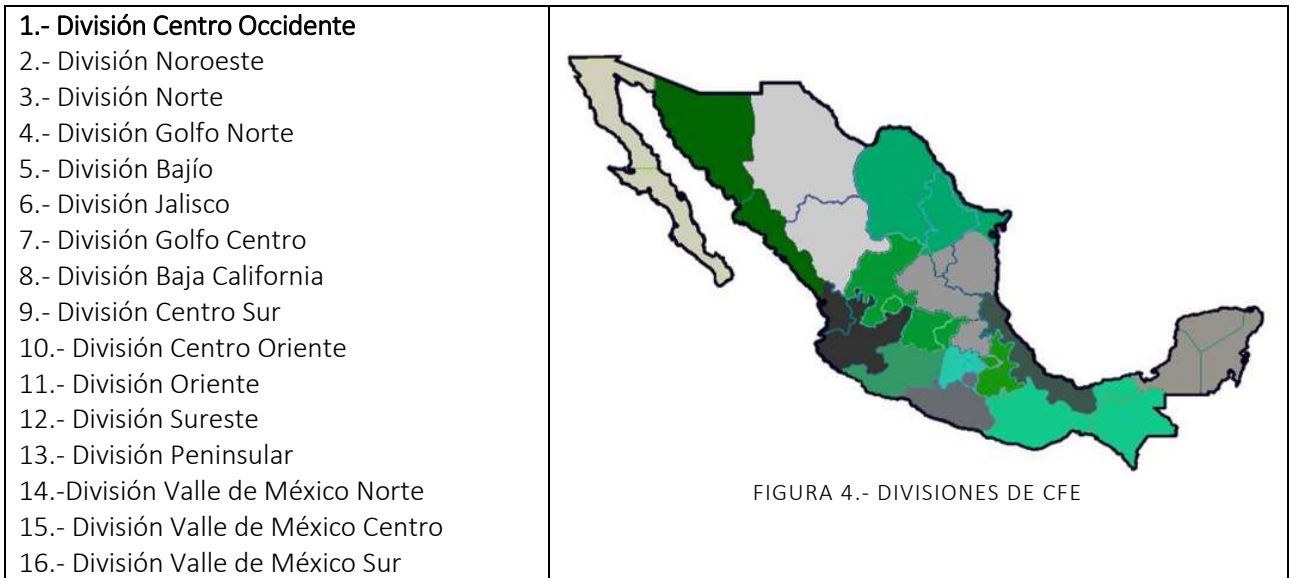 1.- División Centro Occidente
2.- División Noroeste
3.- División Norte
4.- División Golfo Norte
5.- División Bajío
6.- División Jalisco
7.- División Golfo Centro
8.- División Baja California
9.- División Centro Sur
10.- División Centro Oriente
11.- División Oriente
12.- División Sureste
13.- División Peninsular
14.-División Valle de México Norte
15.- División Valle de México Centro
16.- División Valle de México Sur
FIGURA 4.- DIVISIONES DE CFE